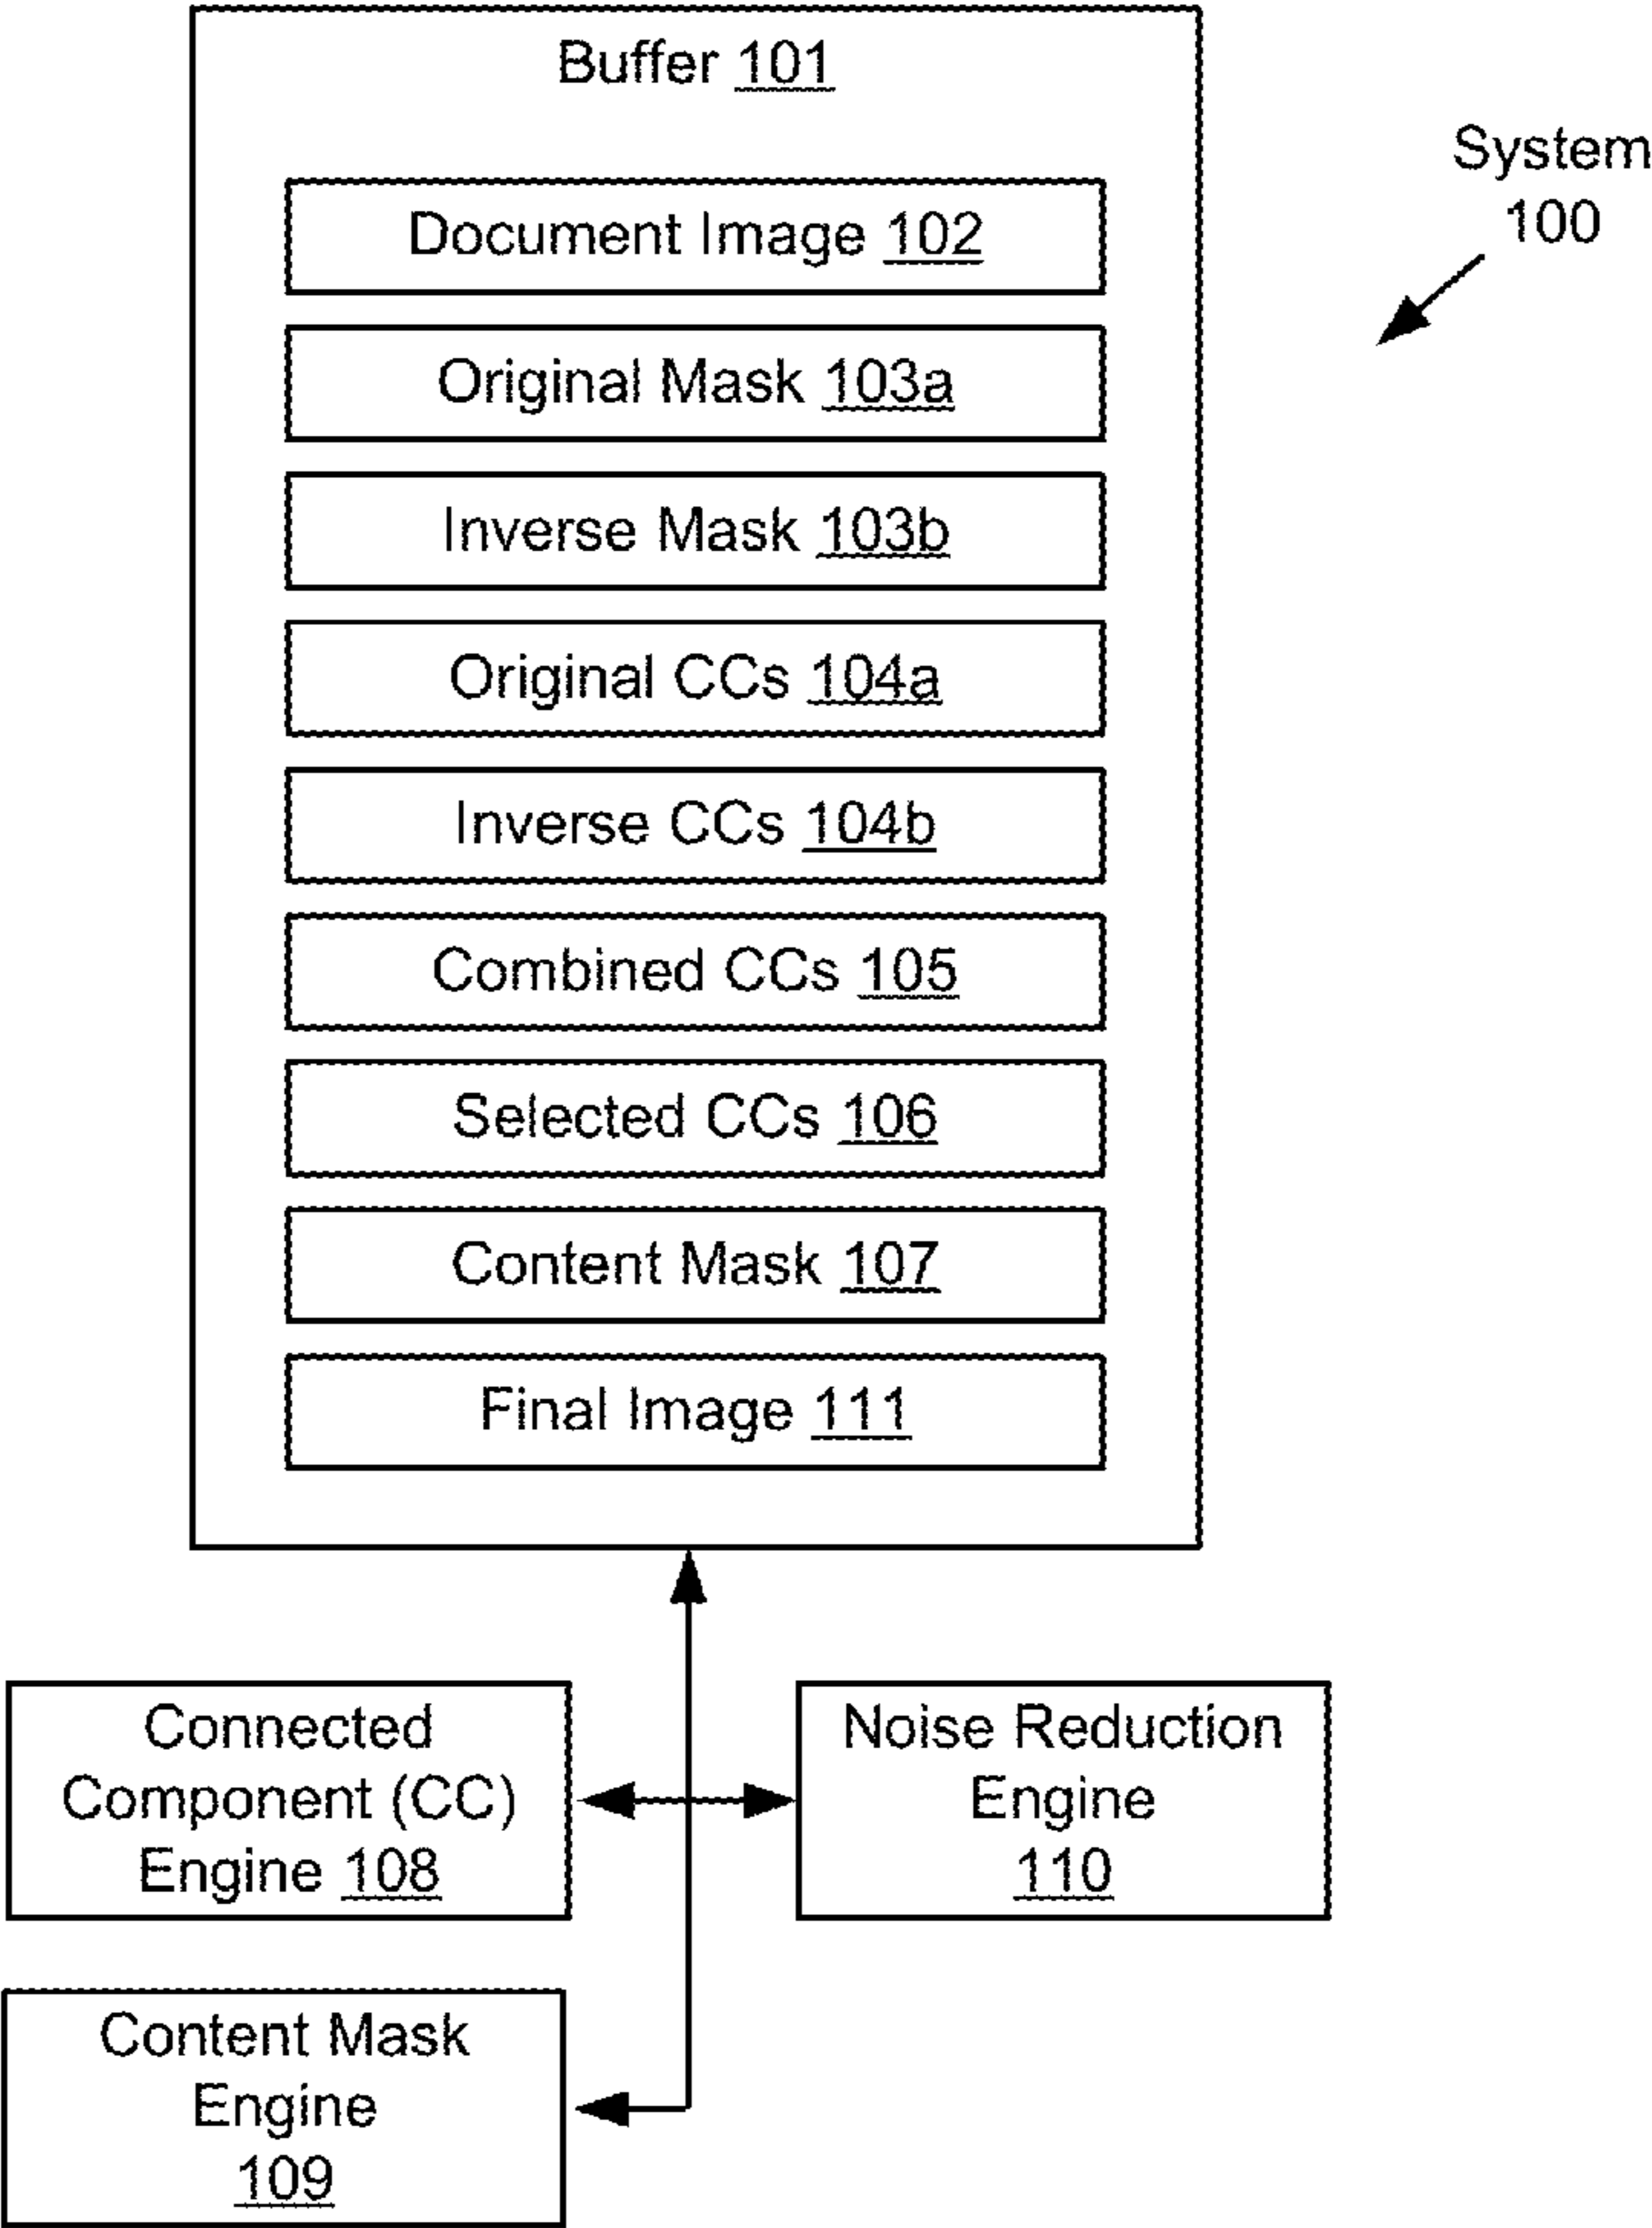 Buffer 101
System
100
Document Image 102
Original Mask 103a
Inverse Mask 103b
Original CCs 104a
Inverse CCs 104b
Combined CCs 105
Selected CCs 106
Content Mask 107
Final Image 111
Connected
Component (CC)
Engine 108
Noise Reduction
Engine
110
Content Mask
Engine
109